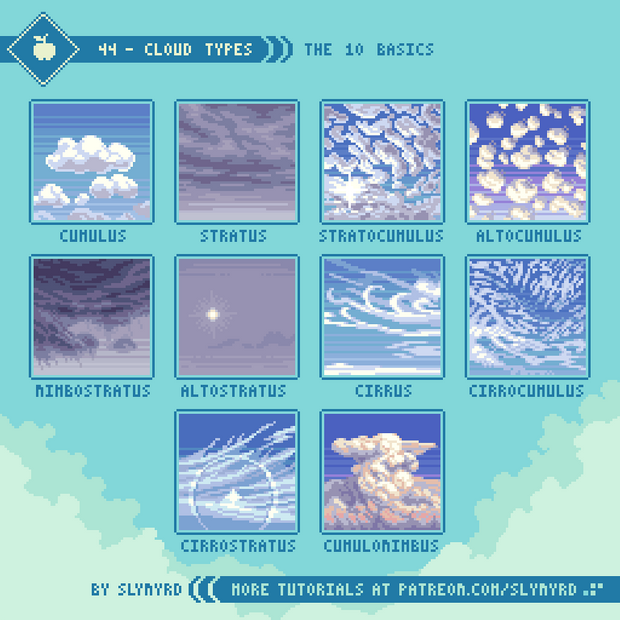 44 - CLOUD TYPES
THE 10 BASICS
CUMULUS
STRATUS
STRATOCUMULUS
ALTOCUMULUS
NIMBOSTRATUS
ALTOSTRATUS
CIRRUS
CIRROCUMULUS
CIRROSTRATUS
CUMULONIMBUS
BY SLYNYRD
MORE TUTORIALS AT PATREON.COM/SLYNYRD